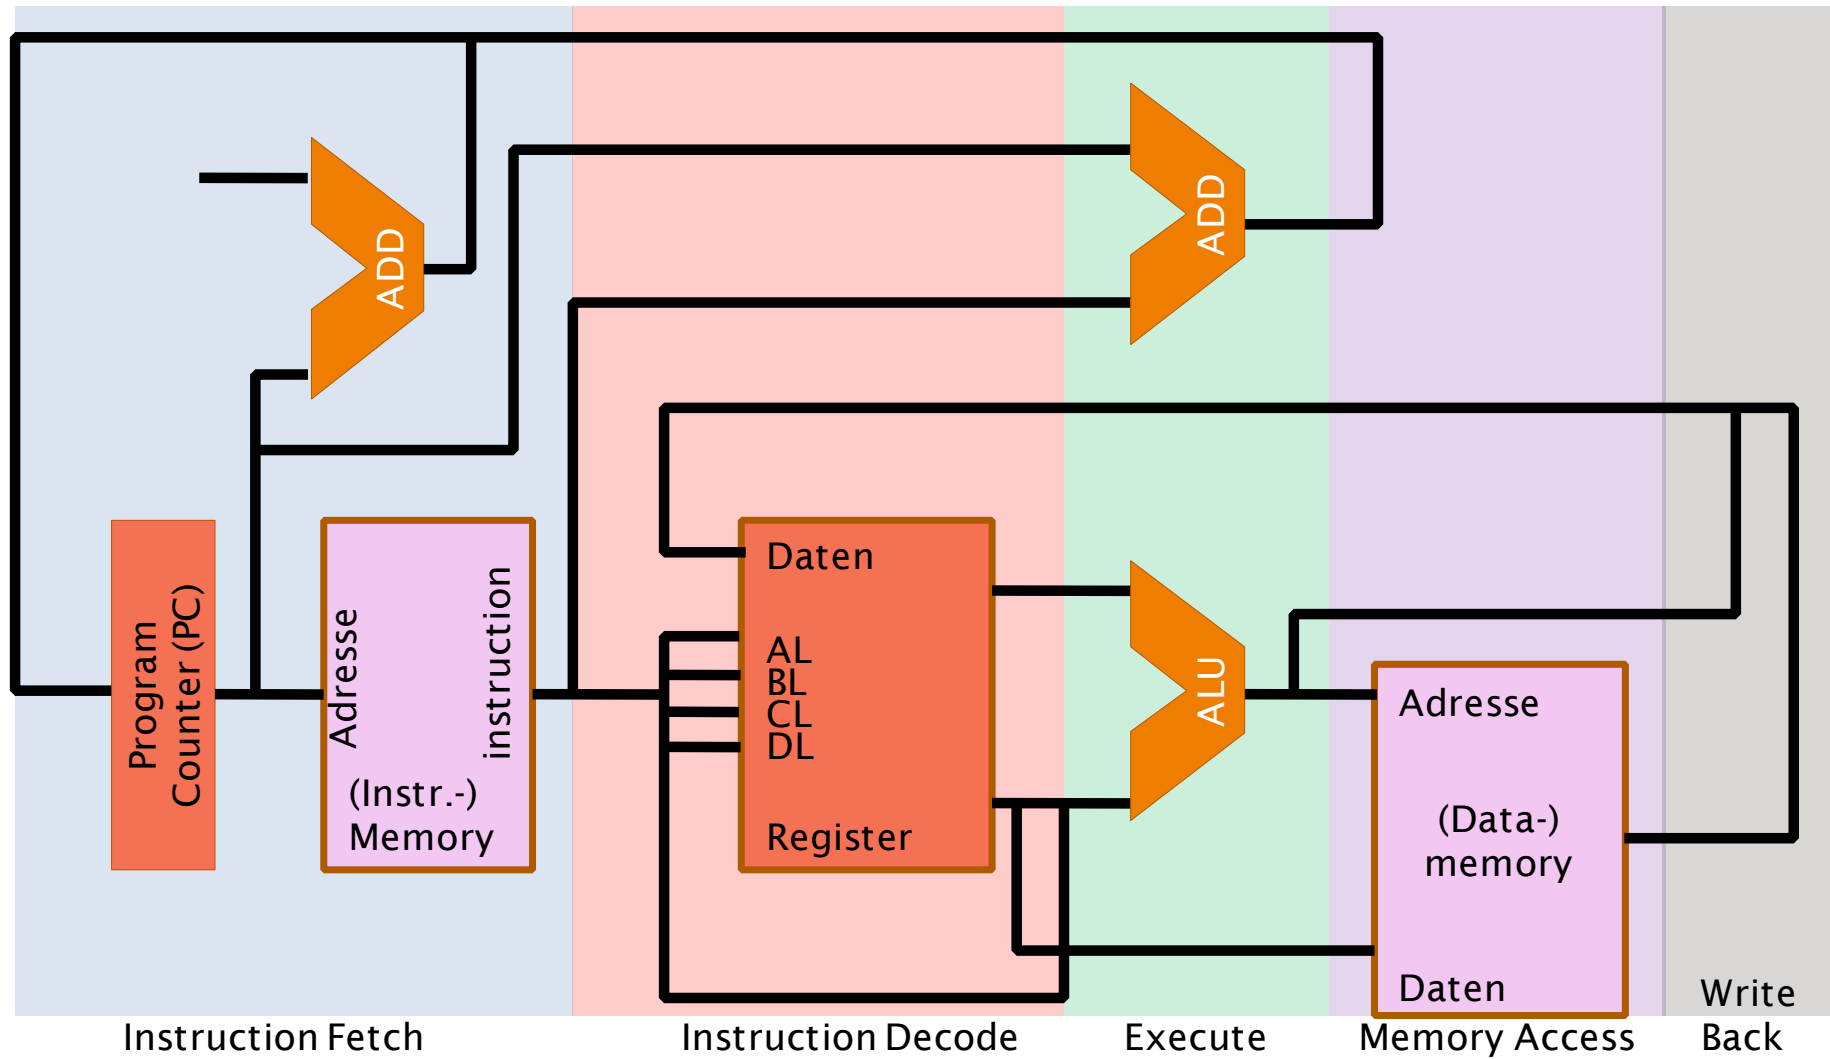 ADD
ADD
Program
Counter (PC)
Adresse
instruction
(Instr.-)
Memory
Daten
AL
BL
CL
DL
Register
ALU
Adresse
(Data-)
memory
Daten
Instruction Fetch
Instruction Decode
Execute
Memory Access
Write
Back